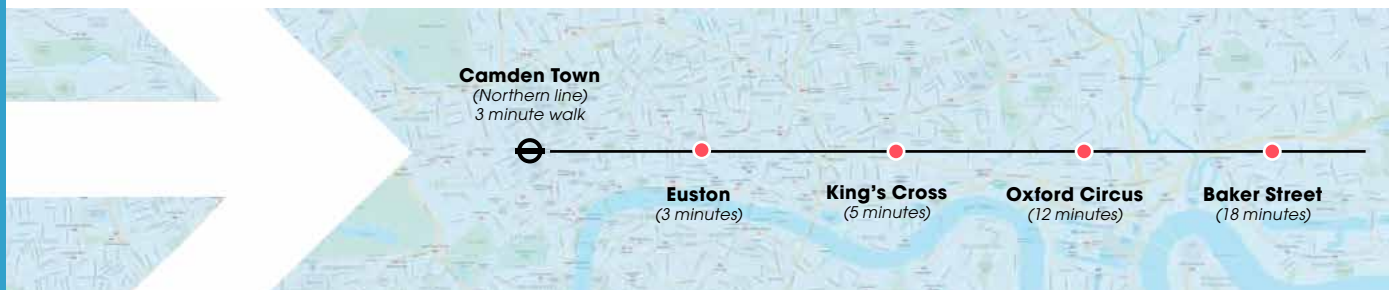 Camden Town
(Northern line)
3 minute walk
Euston
(3 minutes)
King's Cross
(5 minutes)
Oxford Circus
(12 minutes)
Baker Street
(18 minutes)